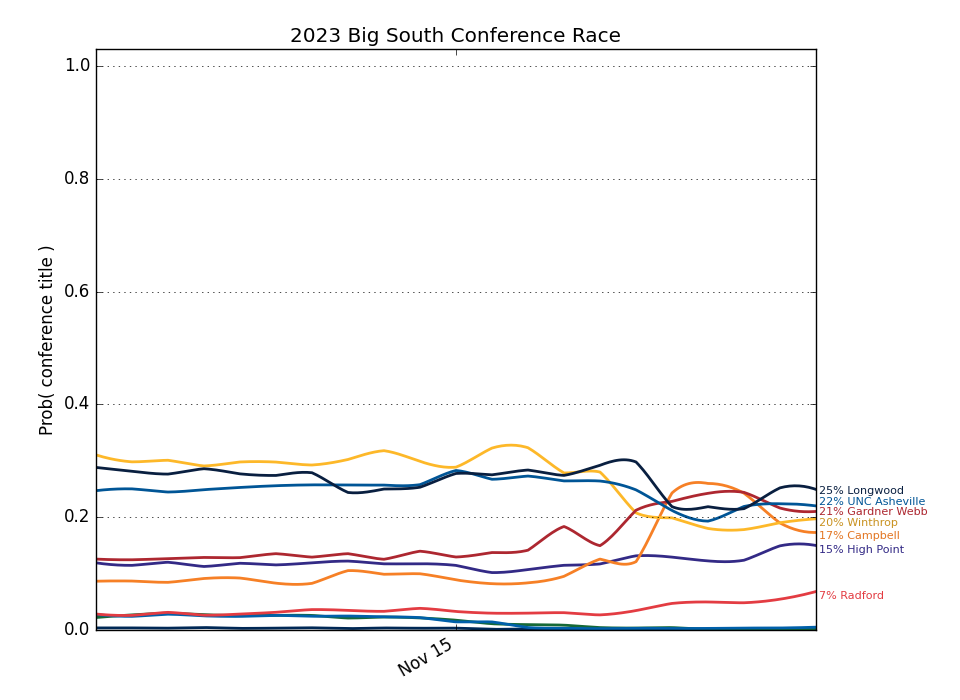 2023 Big South Conference Race
Prob( conference title )
1.0
0.8
0.6
0.4
0.2
0.0
Nov 15
25% Longwood
22% UNC Asheville
21% Gardner Webb
20% Winthrop
17% Campbell
15% High Point
7% Radford